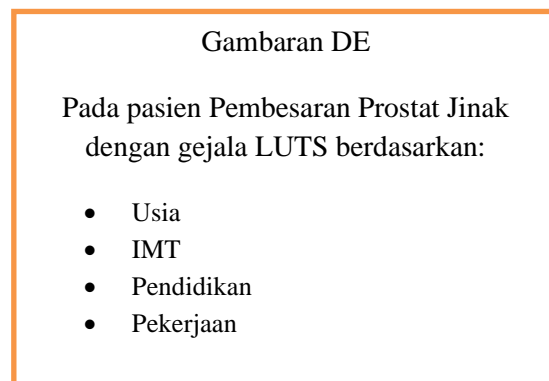 Gambaran DE
Pada pasien Pembesaran Prostat Jinak
dengan gejala LUTS berdasarkan:
• Usia
• IMT
• Pendidikan
• Pekerjaan